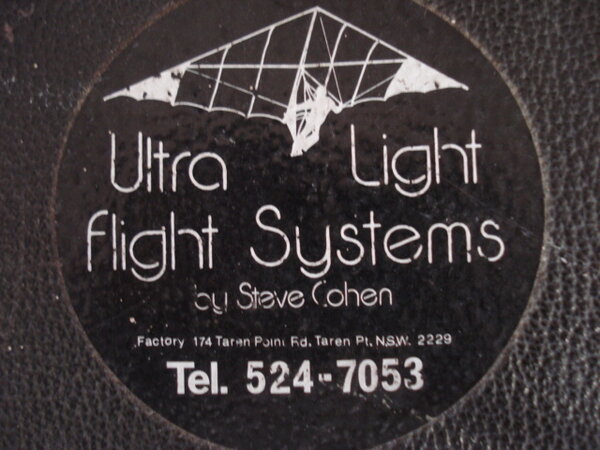 Ultra Light
Flight Systems
by Steve Cohen
Factory 174 Taren Point Rd, Taren Pt. N.S.W. 2229
Tel. 524-7053